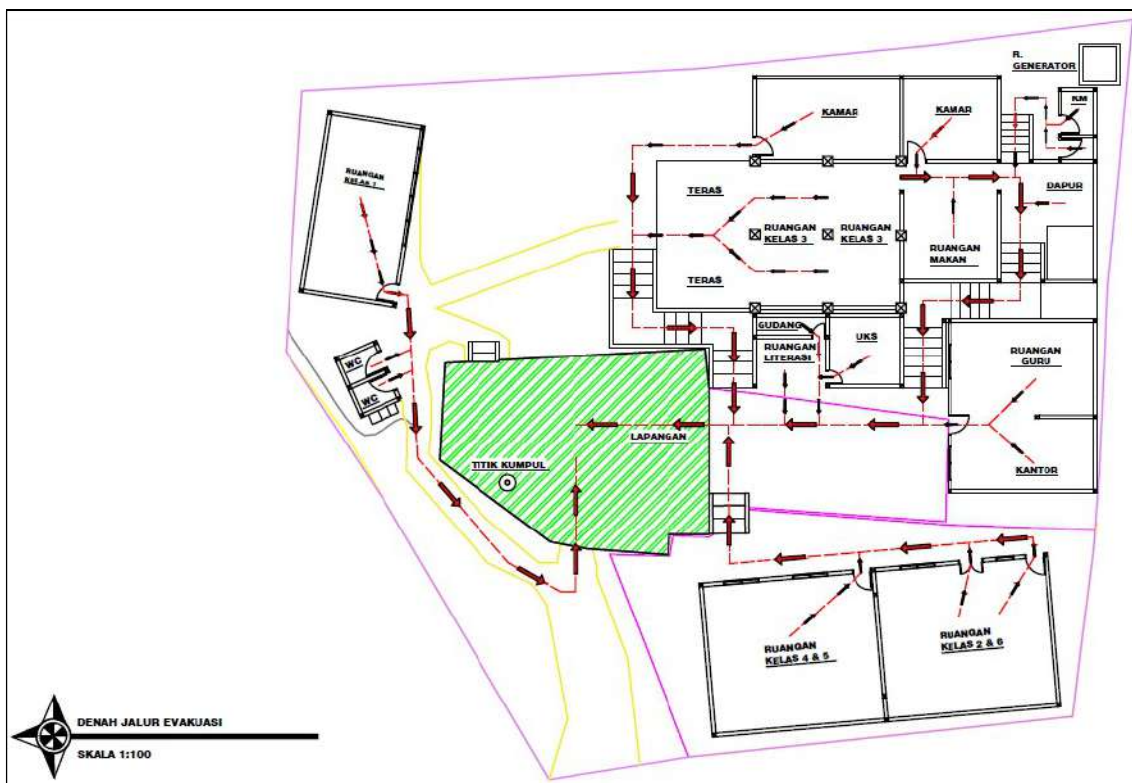 R.
GENERATOR
KM
KAMAR
KAMAR
RUANGAN
KELAS 1
TERAS
DAPUR
RUANGAN
KELAS 3
RUANGAN
KELAS 3
RUANGAN
MAKAN
TERAS
GUDANG
UKS
RUANGAN
LITERASI
RUANGAN
GURU
WC
WC
LAPANGAN
TITIK KUMPUL
KANTOR
RUANGAN
KELAS 4 & 5
RUANGAN
KELAS 2 & 6
DENAH JALUR EVAKUASI
SKALA 1:100